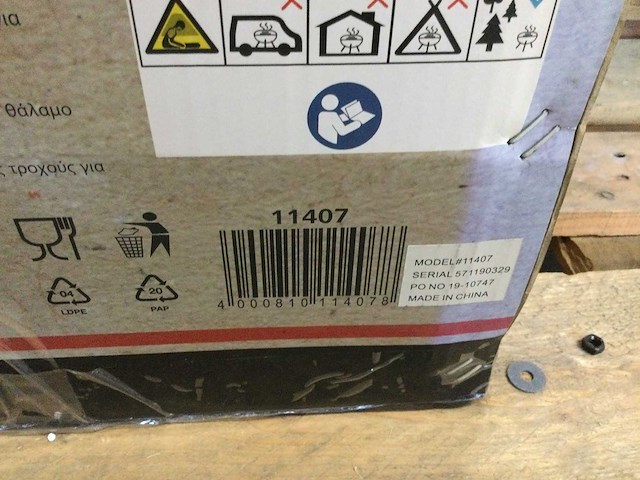 για
θάλαμο
ς τροχούς για
11407
4 000810 114078
MODEL#11407
SERIAL 571190329
PO NO 19-10747
MADE IN CHINA
04
LDPE
20
PAP